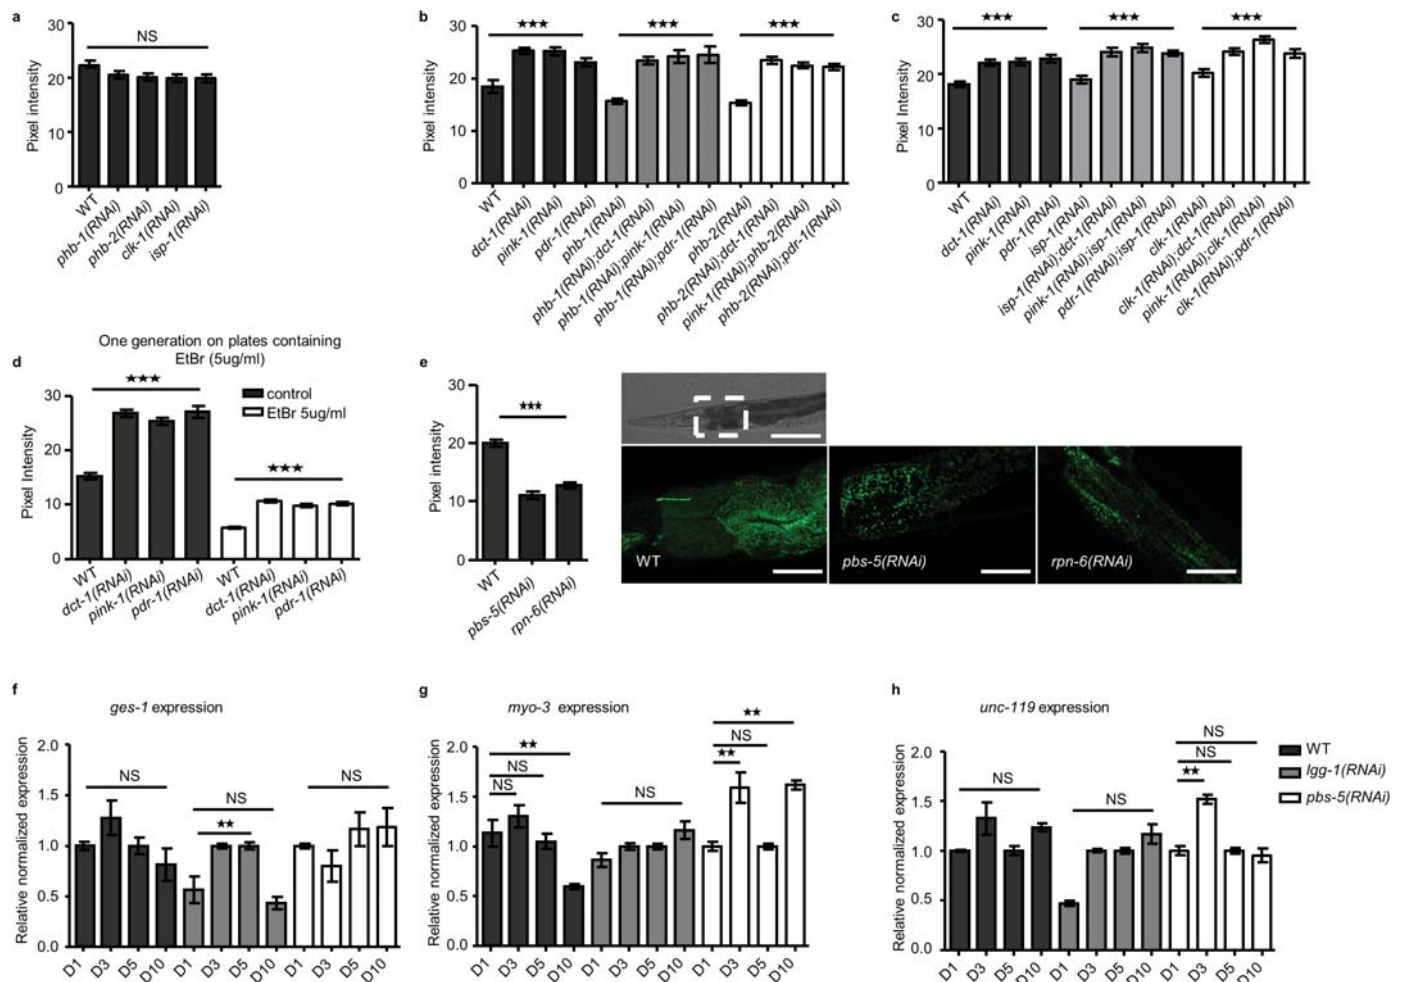 a
30
20
10
0
Pixel intensity
NS
WT
phb-1(RNAi)
phb-2(RNAi)
clk-1(RNAi)
isp-1(RNAi)
b
30
20
10
0
Pixel intensity
★★★
★★★
★★★
WT
dct-1(RNAi)
pink-1(RNAi)
pdr-1(RNAi)
phb-1(RNAi)
phb-1(RNAi);dct-1(RNAi)
phb-1(RNAi);pink-1(RNAi)
phb-1(RNAi);pdr-1(RNAi)
phb-2(RNAi)
phb-2(RNAi);dct-1(RNAi)
pink-1(RNAi);phb-2(RNAi)
phb-2(RNAi);pdr-1(RNAi)
c
30
20
10
0
Pixel Intensity
★★★
★★★
★★★
WT
dct-1(RNAi)
pink-1(RNAi)
pdr-1(RNAi)
isp-1(RNAi)
isp-1(RNAi);dct-1(RNAi)
pink-1(RNAi);isp-1(RNAi)
pdr-1(RNAi);isp-1(RNAi)
clk-1(RNAi)
clk-1(RNAi);dct-1(RNAi)
pink-1(RNAi);clk-1(RNAi)
clk-1(RNAi);pdr-1(RNAi)
d
One generation on plates containing
EtBr (5ug/ml)
30
20
10
0
Pixel Intensity
★★★
★★★
control
EtBr 5ug/ml
WT
dct-1(RNAi)
pink-1(RNAi)
pdr-1(RNAi)
WT
dct-1(RNAi)
pink-1(RNAi)
pdr-1(RNAi)
e
30
20
10
0
Pixel intensity
★★★
WT
pbs-5(RNAi)
rpn-6(RNAi)
WT
pbs-5(RNAi)
rpn-6(RNAi)
f
ges-1 expression
2.0
1.5
1.0
0.5
0.0
Relative normalized expression
NS
NS
★★
NS
D1
D3
D5
D10
D1
D3
D5
D10
D1
D3
D5
D10
g
myo-3 expression
2.0
1.5
1.0
0.5
0.0
Relative normalized expression
★★
NS
NS
NS
★★
NS
★★
D1
D3
D5
D10
D1
D3
D5
D10
D1
D3
D5
D10
h
unc-119 expression
2.0
1.5
1.0
0.5
0.0
Relative normalized expression
NS
NS
NS
NS
★★
D1
D3
D5
D10
D1
D3
D5
D10
D1
D3
D5
D10
WT
lgg-1(RNAi)
pbs-5(RNAi)